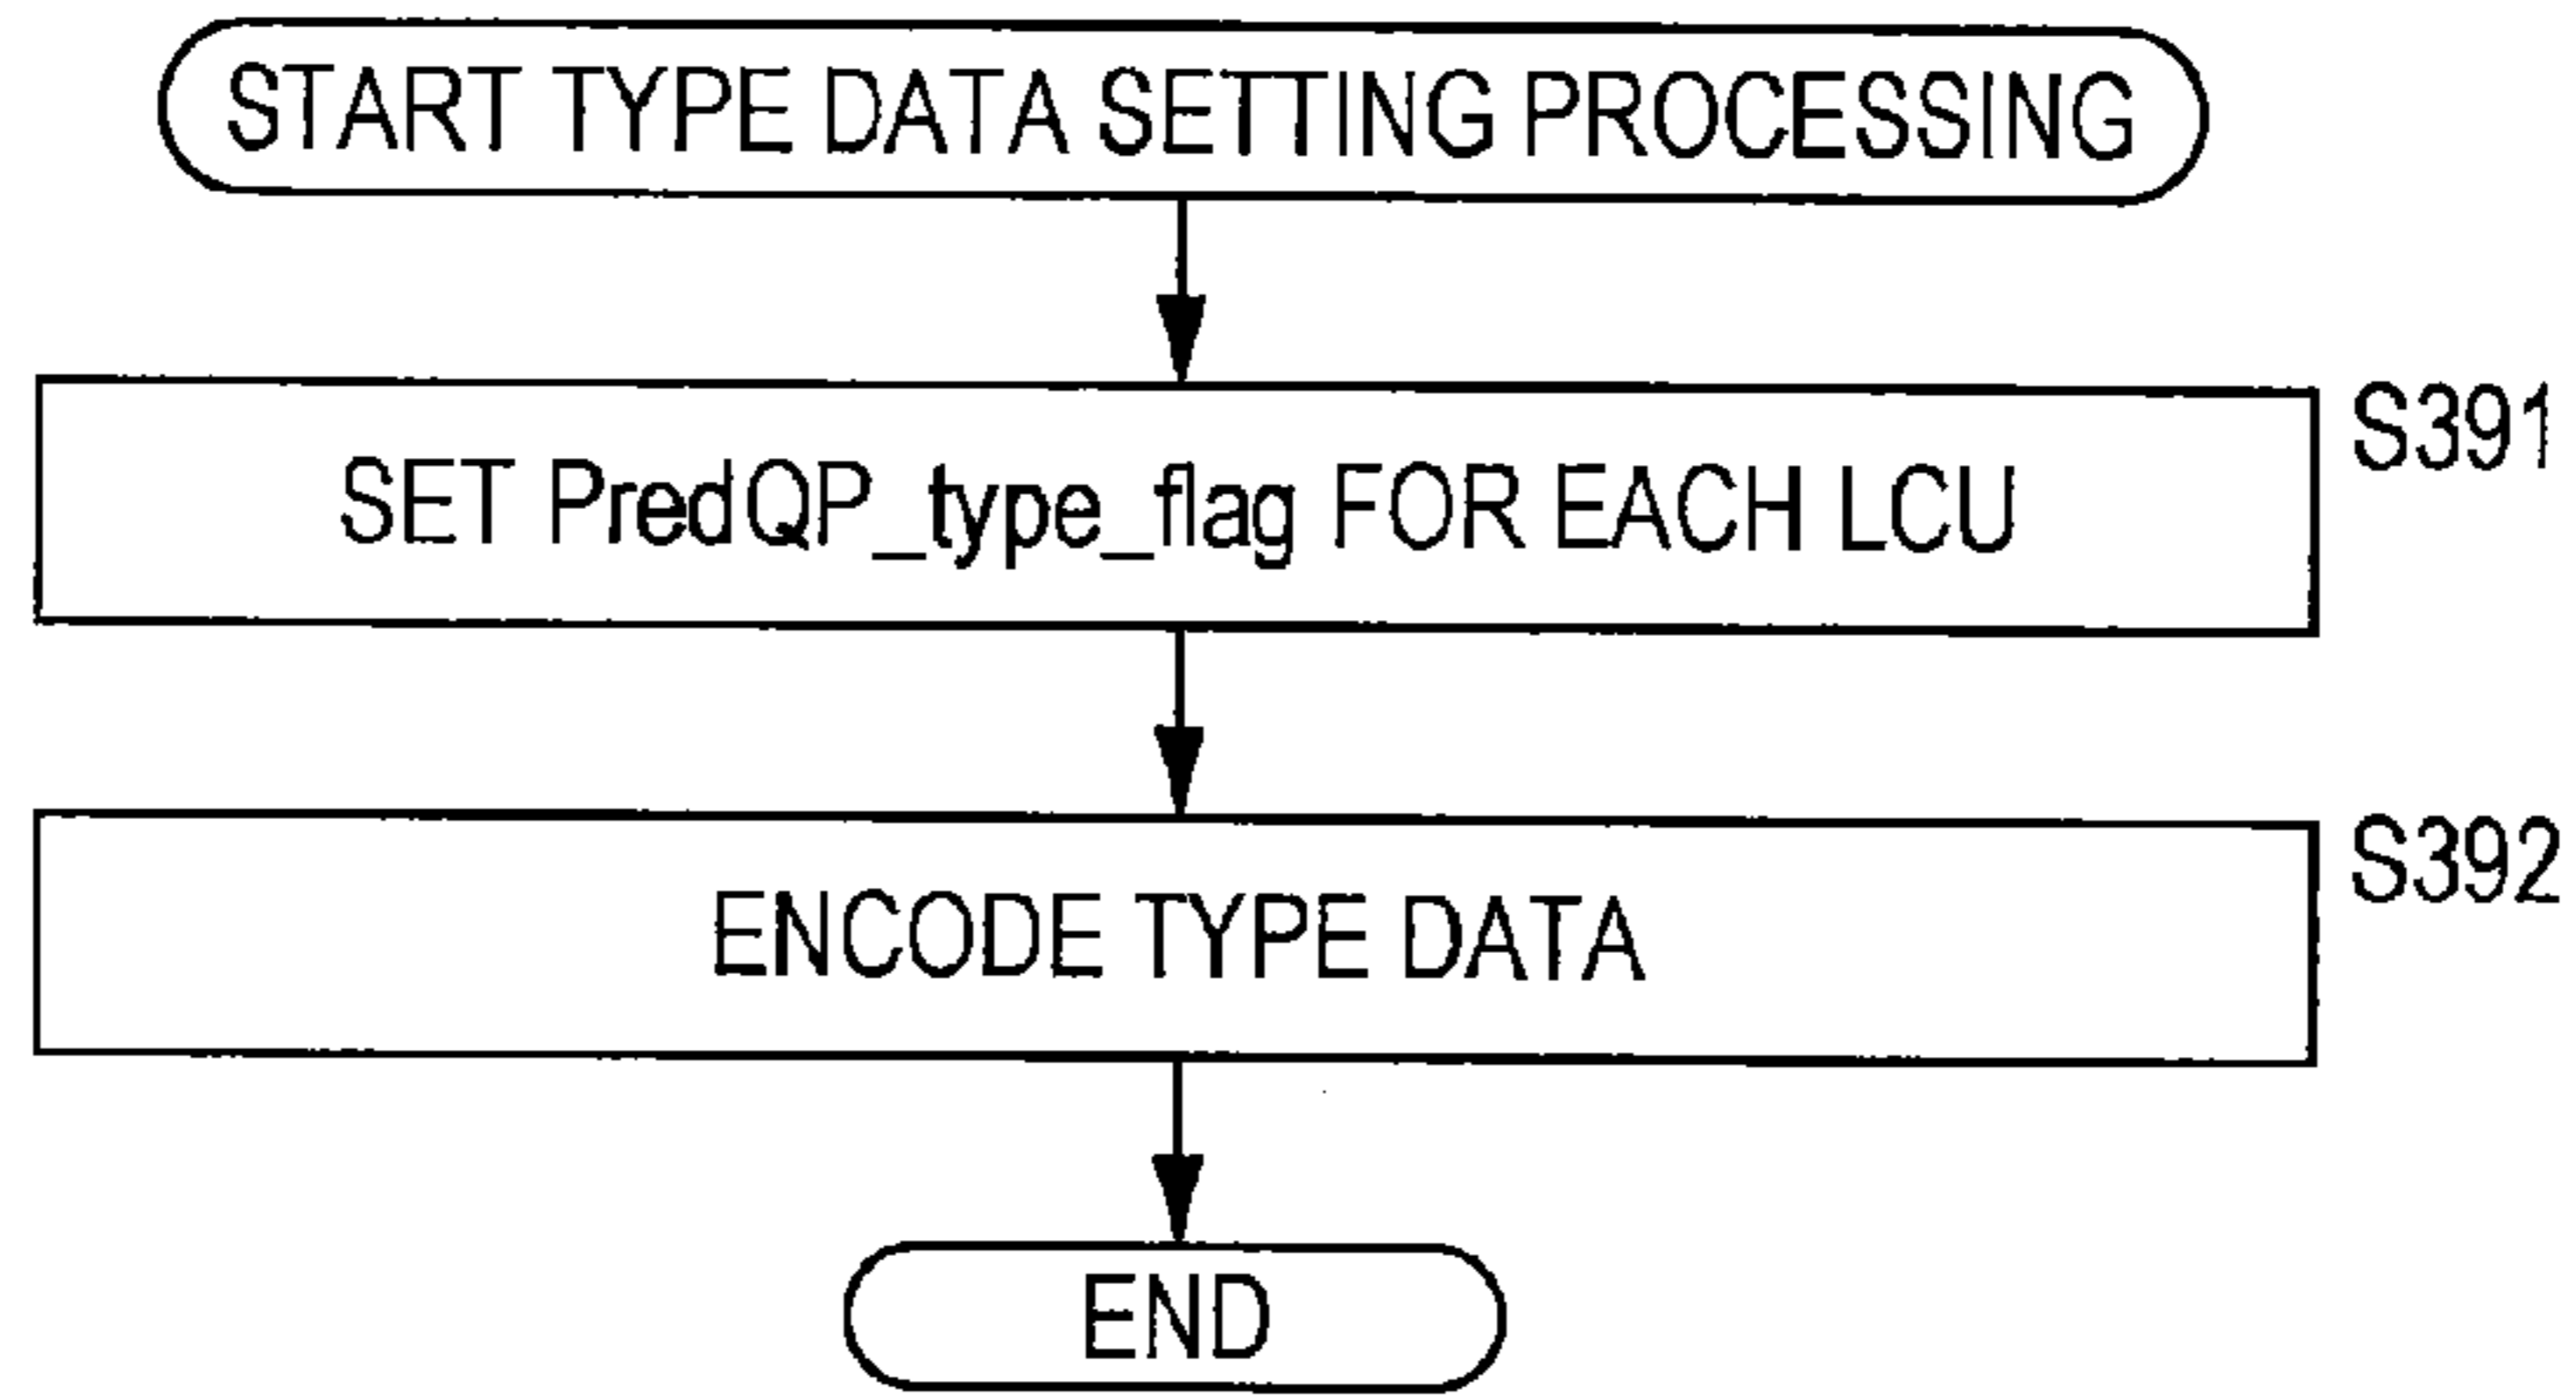 START TYPE DATA SETTING PROCESSING
SET PredQP_type_flag FOR EACH LCU
S391
ENCODE TYPE DATA
S392
END